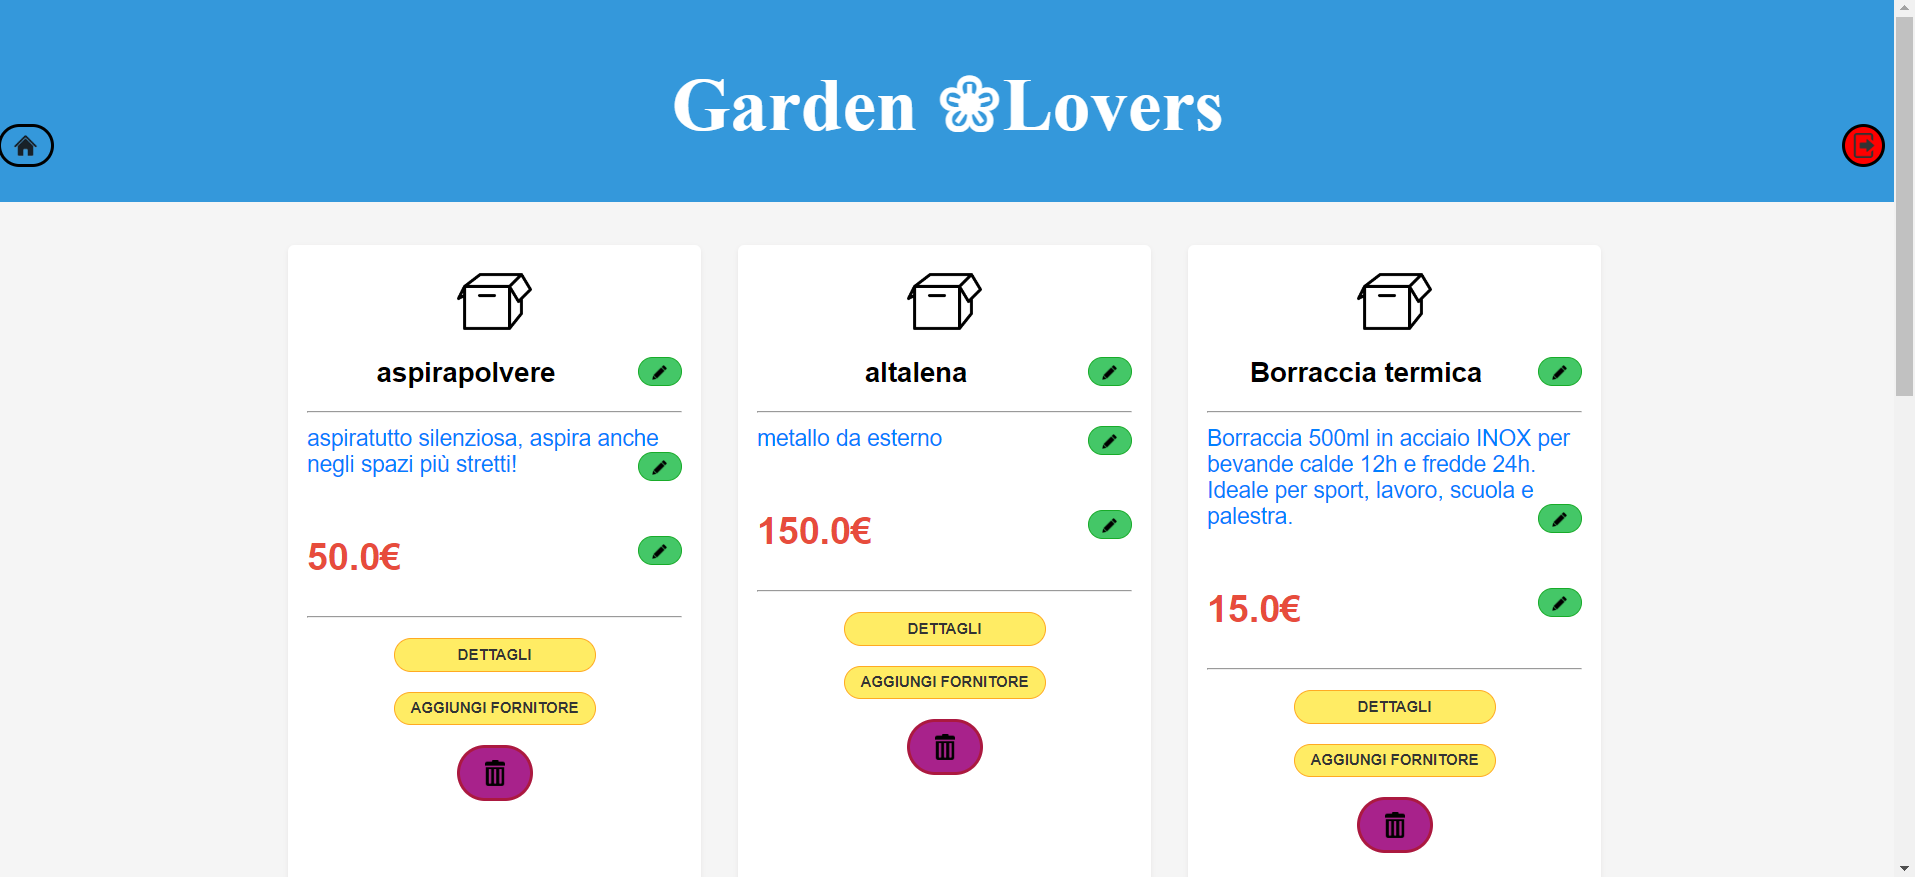 Garden ❀Lovers
aspirapolvere
aspiratutto silenziosa, aspira anche
negli spazi più stretti!
50.0€
DETTAGLI
AGGIUNGI FORNITORE
altalena
metallo da esterno
150.0€
DETTAGLI
AGGIUNGI FORNITORE
Borraccia termica
Borraccia 500ml in acciaio INOX per
bevande calde 12h e fredde 24h.
Ideale per sport, lavoro, scuola e
palestra.
15.0€
DETTAGLI
AGGIUNGI FORNITORE